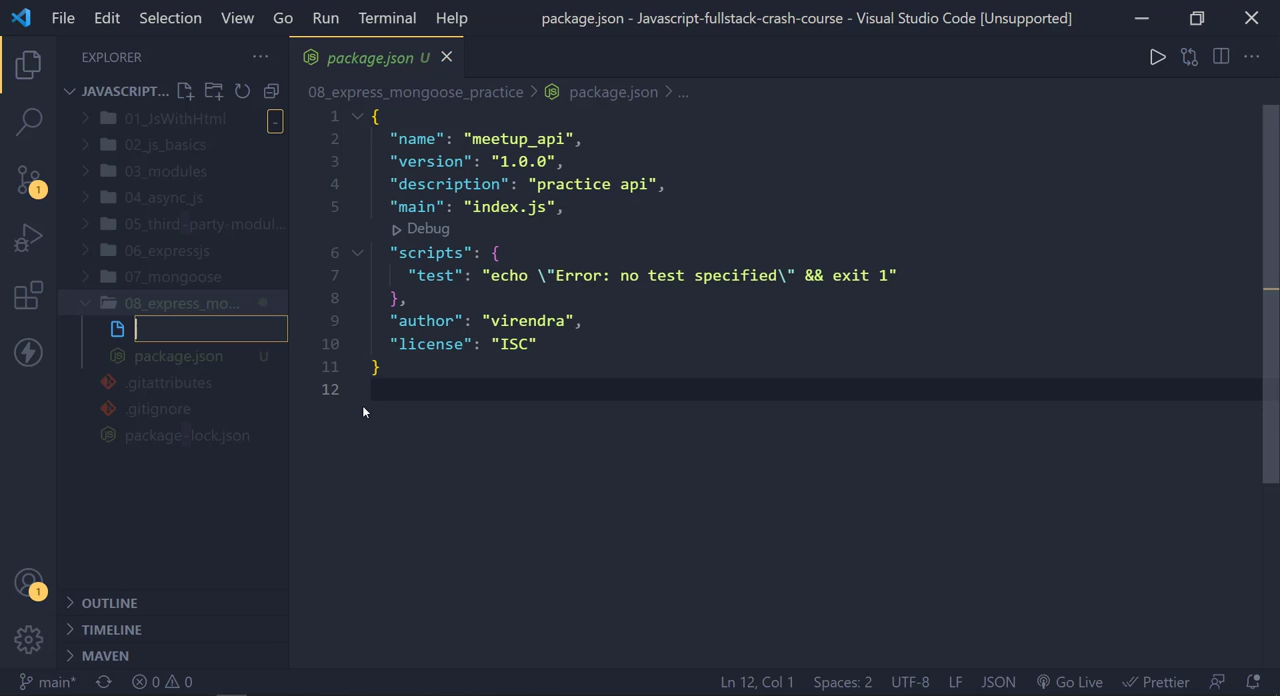 File Edit Selection View Go Run Terminal Help package.json - Javascript-fullstack-crash-course - Visual Studio Code [Unsupported]
EXPLORER
package.json U
JAVASCRIPT...
08_express_mongoose_practice > package.json > ...
01_JsWithHtml
02_js_basics
03_modules
04_async_js
05_third-party-modul...
06_expressjs
07_mongoose
08_express_mo...
package.json U
.gitattributes
.gitignore
package-lock.json
1 {
2 "name": "meetup_api",
3 "version": "1.0.0",
4 "description": "practice api",
5 "main": "index.js",
Debug
6 "scripts": {
7 "test": "echo \"Error: no test specified\" && exit 1"
8 },
9 "author": "virendra",
10 "license": "ISC"
11 }
12
1
1
OUTLINE
TIMELINE
MAVEN
main* 0 0 Ln 12, Col 1 Spaces: 2 UTF-8 LF JSON Go Live Prettier